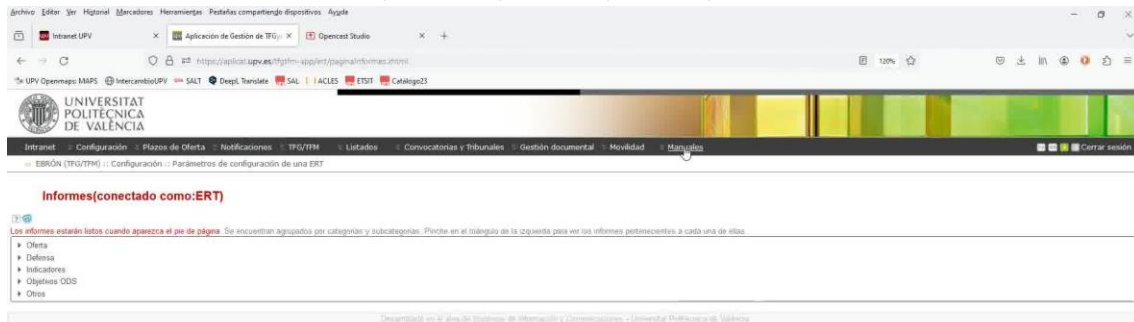 Archivo Editar Ver Historial Marcadores Herramientas Pestañas compartiendo dispositivos Ayuda
Intranet UPV × Aplicación de Gestión de TFG × Opencast Studio × +
https://aplicat.upv.es/tfgtfm-app/ert/paginaInformes.xhtml 120%
UPV Openmaps: MAPS IntercambioUPV SALT DeepL Translate SAL ACLES ETSIT Catálogo23
UNIVERSITAT
POLITÈCNICA
DE VALÈNCIA
Intranet Configuración Plazos de Oferta Notificaciones TFG/TFM Listados Convocatorias y Tribunales Gestión documental Movilidad Manuales Cerrar sesión
EBRÓN (TFG/TFM) :: Configuración :: Parámetros de configuración de una ERT
Informes(conectado como:ERT)
Los informes estarán listos cuando aparezca el pie de página. Se encuentran agrupados por categorías y subcategorías. Pinche en el triángulo de la izquierda para ver los informes pertenecientes a cada una de ellas
Oferta
Defensa
Indicadores
Objetivos ODS
Otros
Desarrollado en el área de Sistemas de Información y Comunicaciones - Universitat Politècnica de València